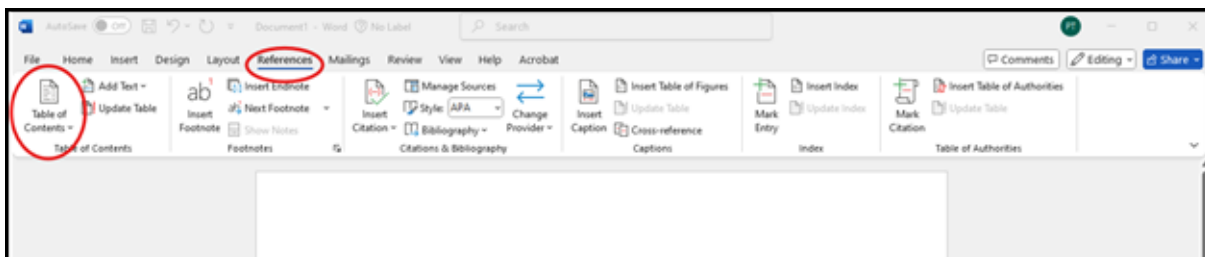 AutoSave Off Document1 - Word No Label Search PT
File Home Insert Design Layout References Mailings Review View Help Acrobat Comments Editing Share
Table of Contents
Add Text
Update Table
Table of Contents
ab
Insert Footnote
Insert Endnote
Next Footnote
Show Notes
Footnotes
Insert Citation
Manage Sources
Style: APA
Bibliography
Change Provider
Citations & Bibliography
Insert Caption
Insert Table of Figures
Update Table
Cross-reference
Captions
Mark Entry
Insert Index
Update Index
Index
Mark Citation
Insert Table of Authorities
Update Table
Table of Authorities